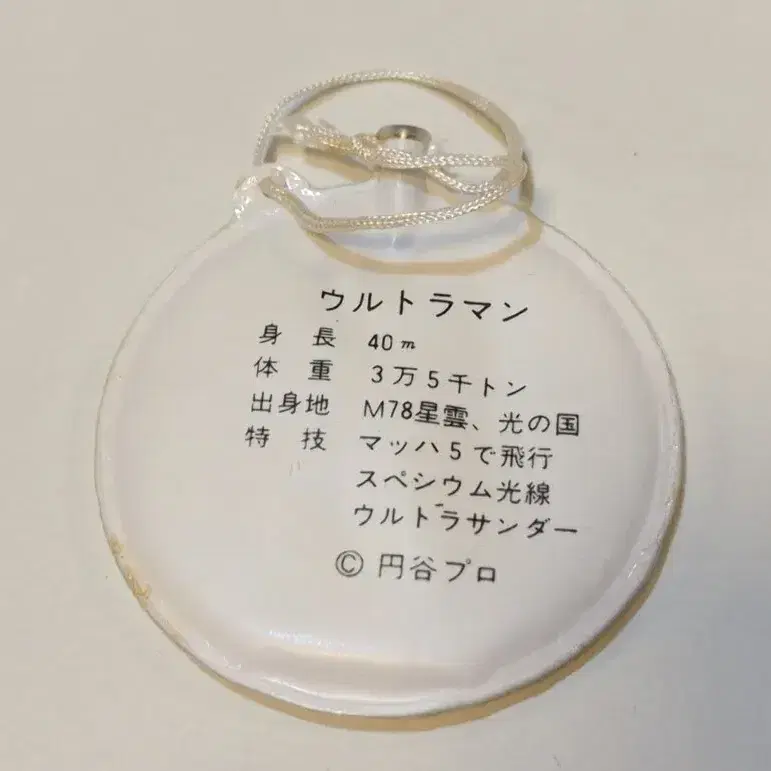 ウルトラマン
身長 40m
体重 3万5千トン
出身地 M78星雲、光の国
特技 マッハ5で飛行
スペシウム光線
ウルトラサンダー
© 円谷プロ